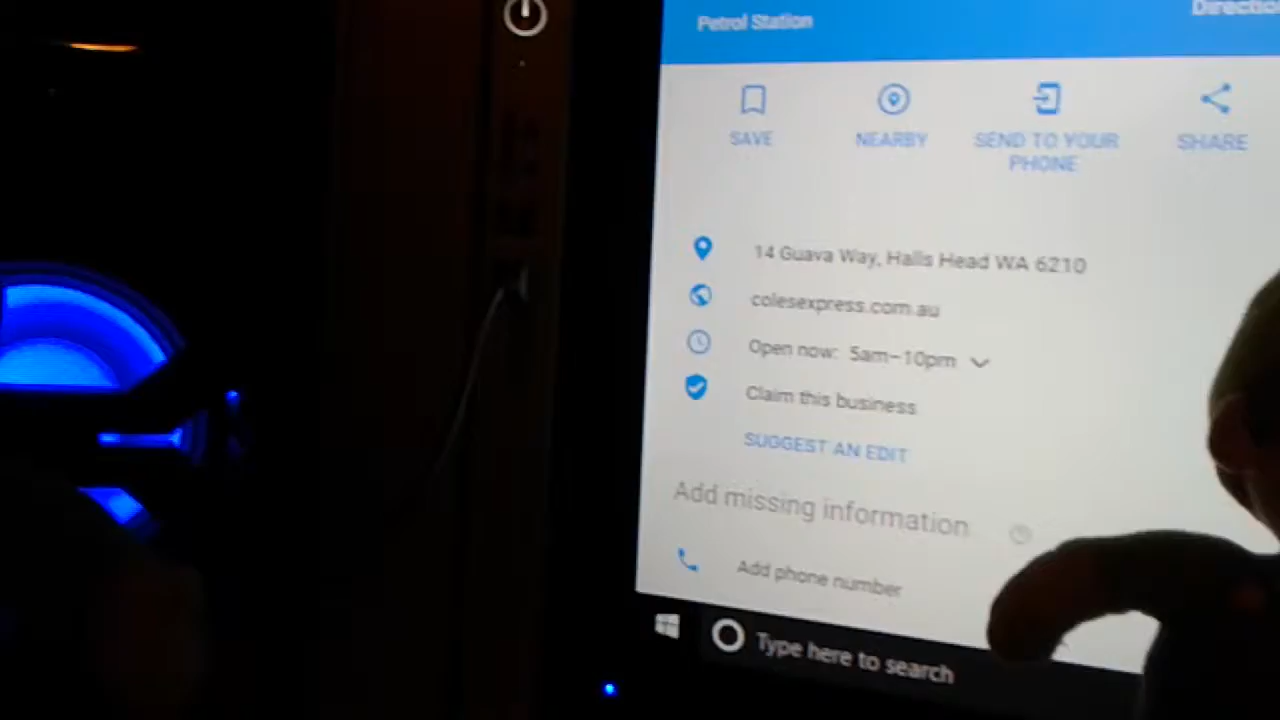 Petrol Station
Directio
SAVE
NEARBY
SEND TO YOUR
PHONE
SHARE
14 Guava Way, Halls Head WA 6210
colesexpress.com.au
Open now: 5am–10pm
Claim this business
SUGGEST AN EDIT
Add missing information
Add phone number
Type here to search